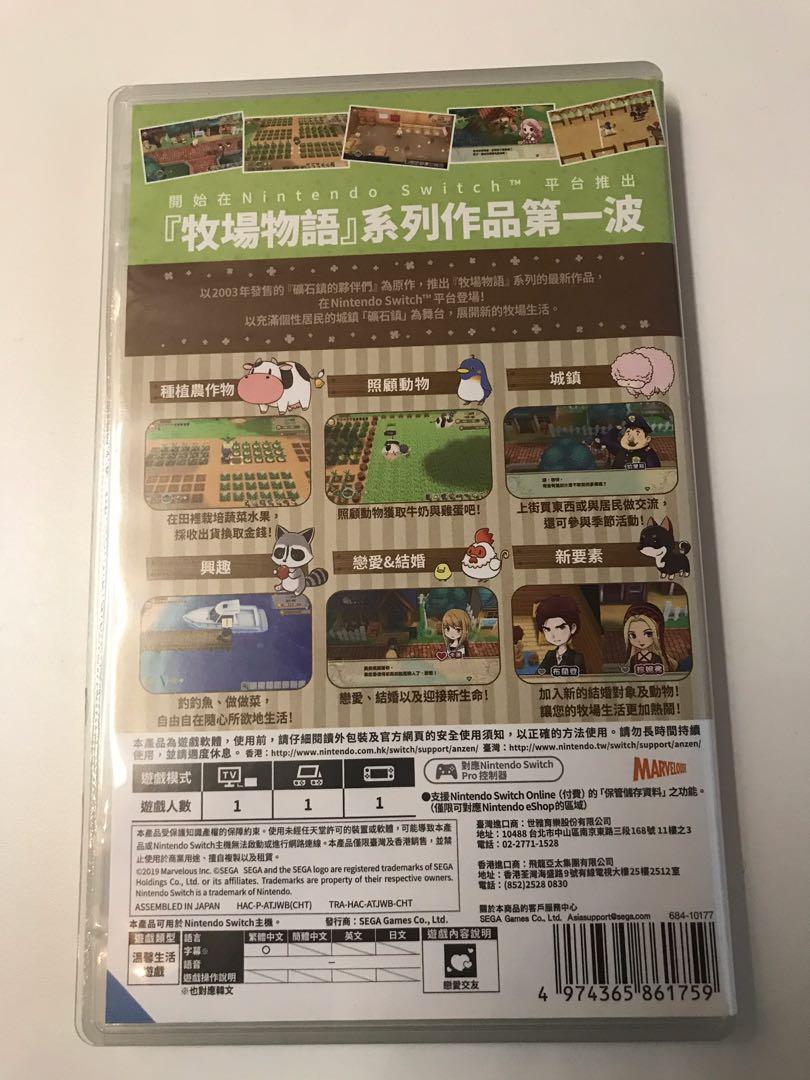 開始在Nintendo Switch™ 平台推出
『牧場物語』系列作品第一波
以2003年發售的『礦石鎮的夥伴們』為原作，推出『牧場物語』系列的最新作品，
在Nintendo Switch™平台登場！
以充滿個性居民的城鎮「礦石鎮」為舞台，展開新的牧場生活。
種植農作物
照顧動物
城鎮
在田裡栽培蔬菜水果，
採收出貨換取金錢！
照顧動物獲取牛奶與雞蛋吧！
上街買東西或與居民做交流，
還可參與季節活動！
興趣
戀愛&結婚
新要素
布蘭登
釣釣魚、做做菜，
自由自在隨心所欲地生活！
戀愛、結婚以及迎接新生命！
加入新的結婚對象及動物！
讓您的牧場生活更加熱鬧！
本產品為遊戲軟體，使用前，請仔細閱讀外包裝及官方網頁的安全使用須知，以正確的方法使用。請勿長時間持續
使用，並請適度休息。 香港：http://www.nintendo.com.hk/switch/support/anzen/ 臺灣：http://www.nintendo.tw/switch/support/anzen/
遊戲模式
TV
遊戲人數 1 1 1
對應Nintendo Switch
Pro 控制器
MARVELOUS!
●支援Nintendo Switch Online（付費）的「保管儲存資料」之功能。
（僅限可對應Nintendo eShop的區域）
本產品受保護知識產權的保障約束。使用未經任天堂許可的裝置或軟體，可能導致本產
品或Nintendo Switch主機無法啟動或進行網路連線。本產品僅限臺灣及香港銷售，並禁
止使用於商業用途、擅自複製以及租賃。
©2019 Marvelous Inc. ©SEGA SEGA and the SEGA logo are registered trademarks of SEGA
Holdings Co., Ltd. or its affiliates. Trademarks are property of their respective owners.
Nintendo Switch is a trademark of Nintendo.
ASSEMBLED IN JAPAN HAC-P-ATJWB(CHT) TRA-HAC-ATJWB-CHT
臺灣進口商：世雅育樂股份有限公司
地址：10488 台北市中山區南京東路三段168號 11樓之3
電話：02-2771-1528
香港進口商：飛龍亞太集團有限公司
地址：香港荃灣海盛路9號有線電視大樓25樓2512室
電話：(852)2528 0830
關於本商品的客戶服務中心
SEGA Games Co., Ltd. Asiasupport@sega.com 684-10177
本產品可用於Nintendo Switch主機。 發行商：SEGA Games Co., Ltd.
遊戲類型
溫馨生活
遊戲
語言 繁體中文 簡體中文 英文 日文
字幕※ ○
語音 –
遊戲操作說明
※也對應韓文
遊戲內容說明
戀愛交友
4 974365 861759